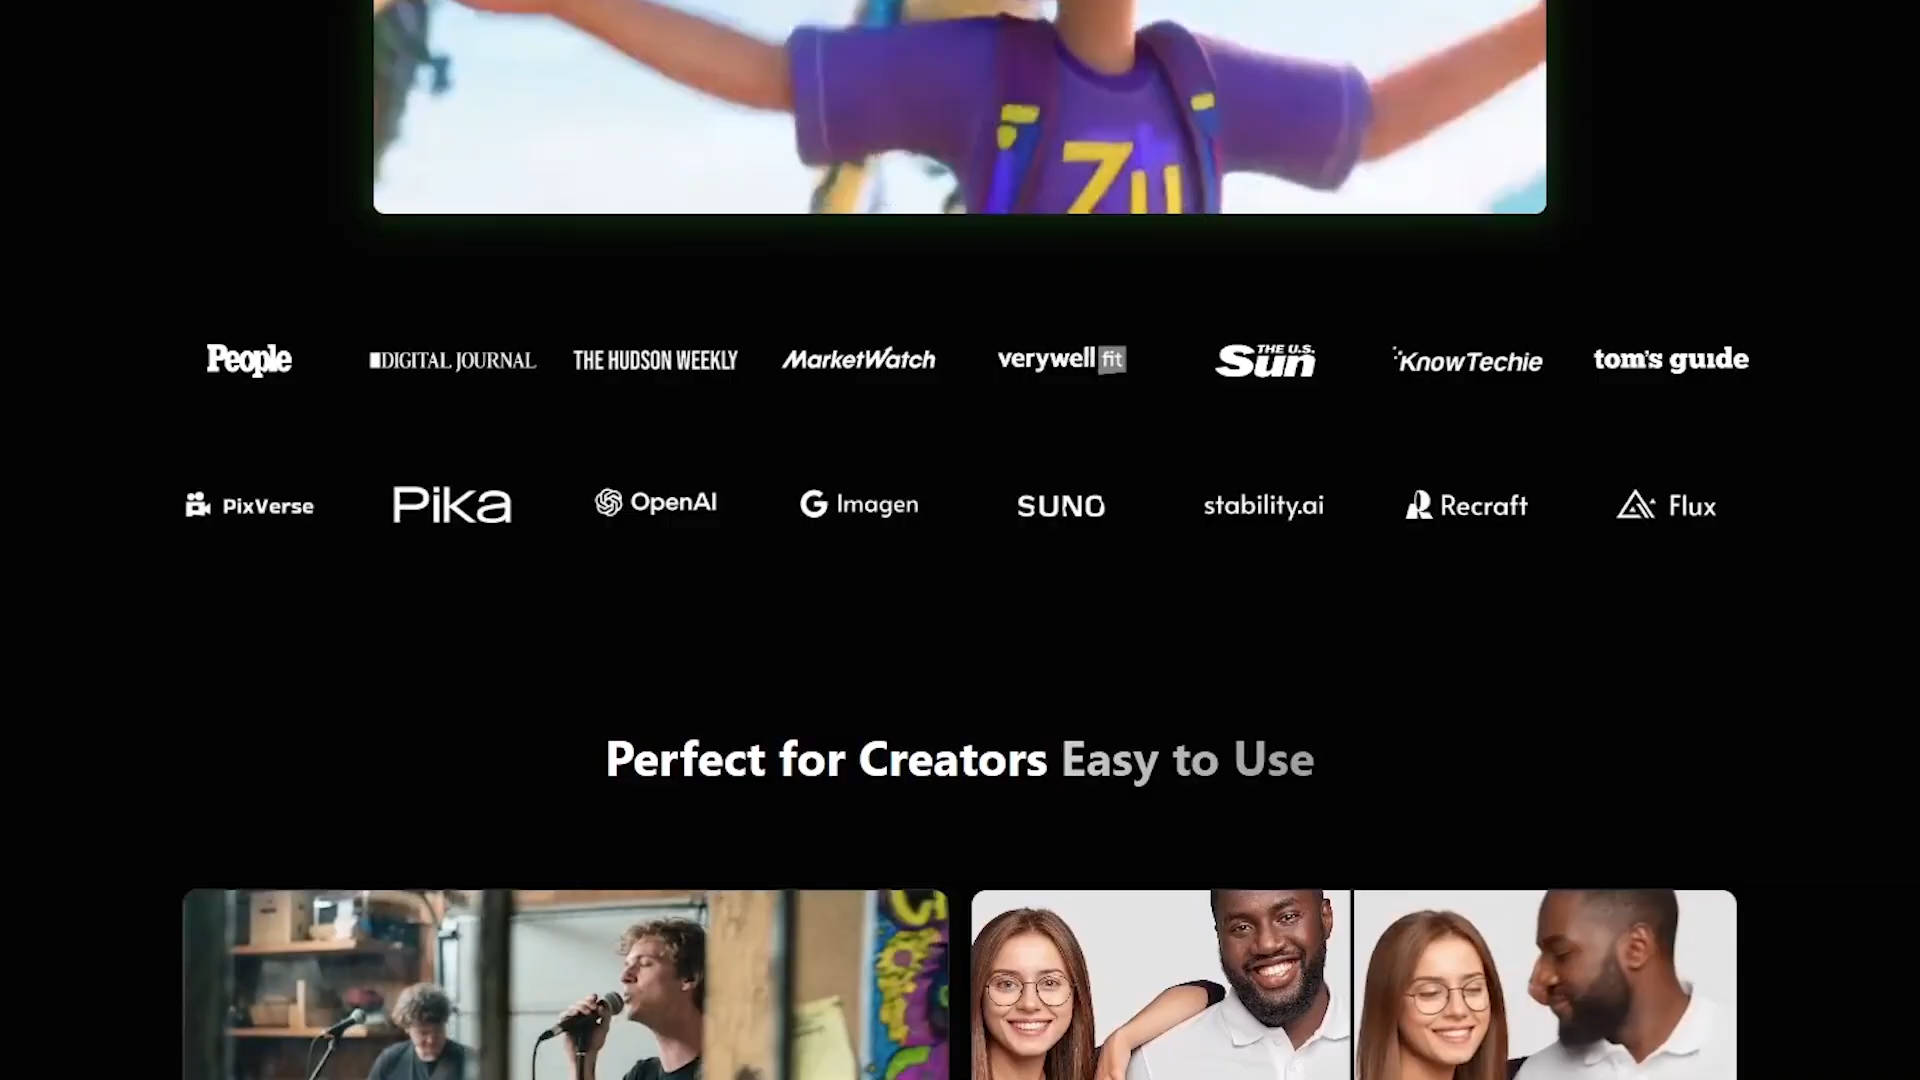 Zu
People
DIGITAL JOURNAL
THE HUDSON WEEKLY
MarketWatch
verywell fit
THE U.S. Sun
KnowTechie
tom's guide
PixVerse
Pika
OpenAI
G Imagen
SUNO
stability.ai
Recraft
Flux
Perfect for Creators Easy to Use